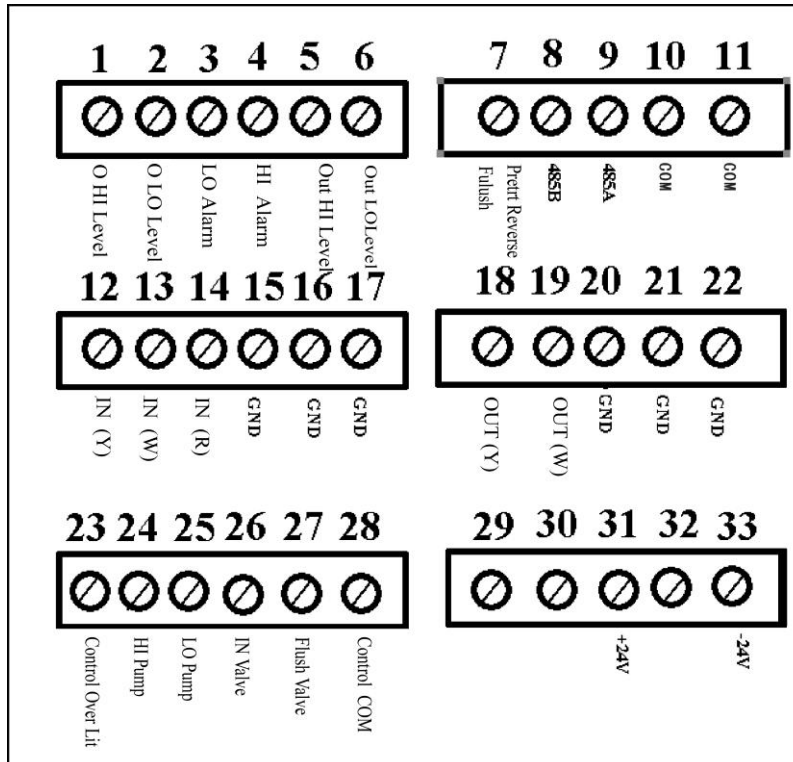 1 2 3 4 5 6
O HI Level
O LO Level
LO Alarm
HI Alarm
Out HI Level
Out LOLevel
7 8 9 10 11
Pretrt Reverse
Fulush
485B
485A
COM
COM
12 13 14 15 16 17
IN (Y)
IN (W)
IN (R)
GND
GND
GND
18 19 20 21 22
OUT (Y)
OUT (W)
GND
GND
GND
23 24 25 26 27 28
Control Over Lit
HI Pump
LO Pump
IN Valve
Flush Valve
Control COM
29 30 31 32 33
+24V
-24V